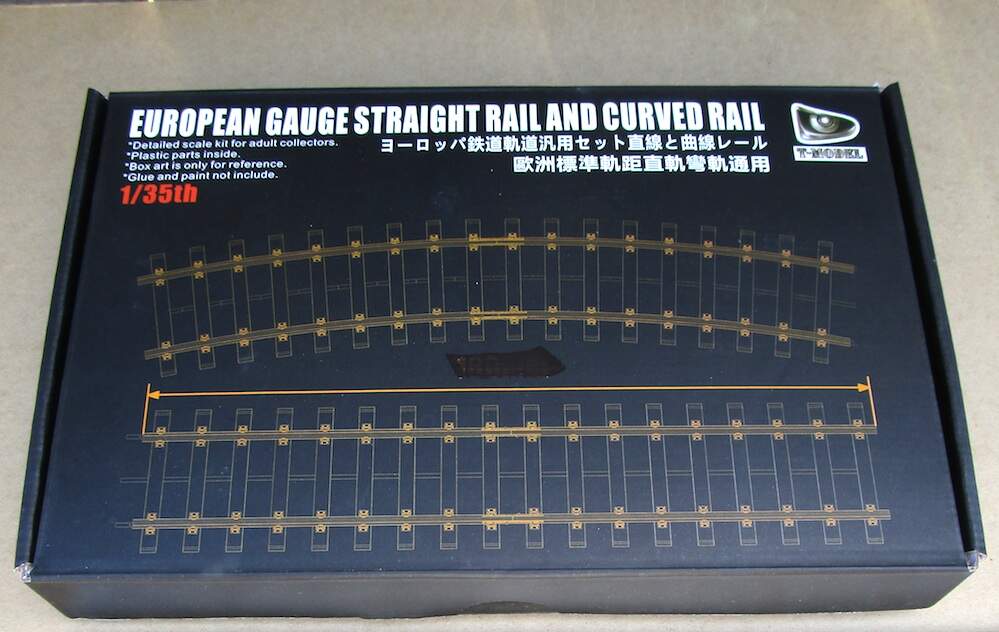 EUROPEAN GAUGE STRAIGHT RAIL AND CURVED RAIL
*Detailed scale kit for adult collectors.
*Plastic parts inside.
*Box art is only for reference.
*Glue and paint not include.
1/35th
ヨーロッパ鉄道軌道汎用セット直線と曲線レール
歐洲標準軌距直軌彎軌通用
T-MODEL